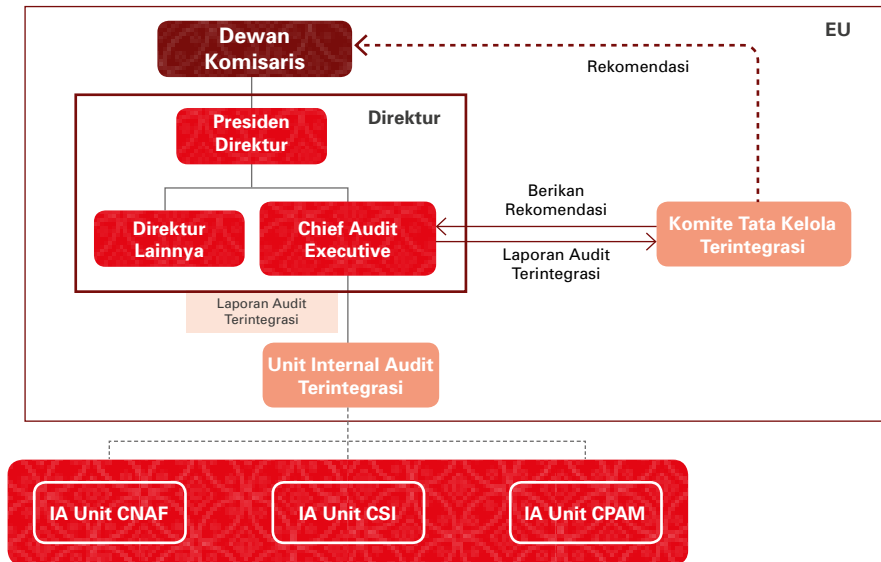 EU
Dewan
Komisaris
Rekomendasi
Direktur
Presiden
Direktur
Direktur
Lainnya
Chief Audit
Executive
Berikan
Rekomendasi
Laporan Audit
Terintegrasi
Komite Tata Kelola
Terintegrasi
Laporan Audit
Terintegrasi
Unit Internal Audit
Terintegrasi
IA Unit CNAF
IA Unit CSI
IA Unit CPAM